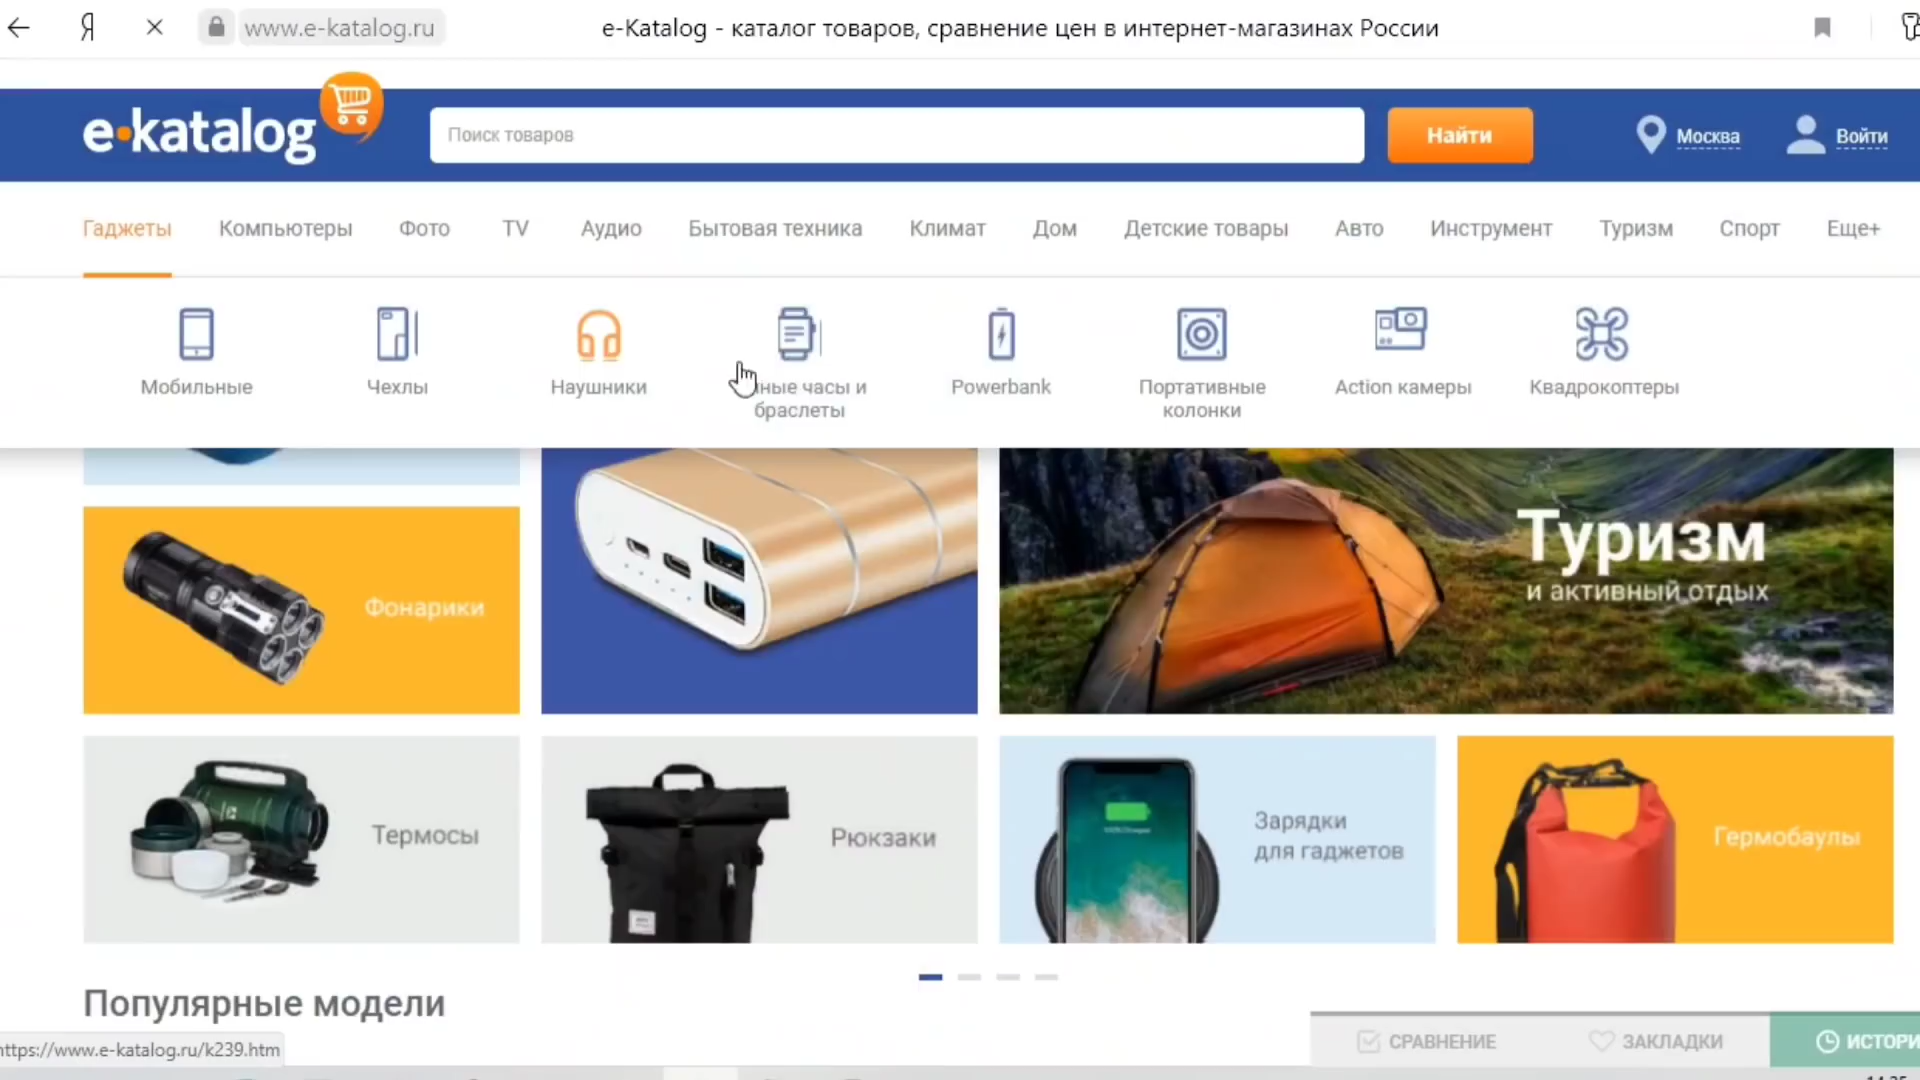 Я
www.e-katalog.ru
e-Katalog - каталог товаров, сравнение цен в интернет-магазинах России
e-katalog
Поиск товаров
Найти
Москва
Войти
Гаджеты
Компьютеры
Фото
TV
Аудио
Бытовая техника
Климат
Дом
Детские товары
Авто
Инструмент
Туризм
Спорт
Еще+
Мобильные
Чехлы
Наушники
часы и
браслеты
Powerbank
Портативные
колонки
Action камеры
Квадрокоптеры
Фонарики
Туризм
и активный отдых
Термосы
Рюкзаки
Зарядки
для гаджетов
Гермобаулы
Популярные модели
СРАВНЕНИЕ
ЗАКЛАДКИ
ИСТОРИ
https://www.e-katalog.ru/k239.htm